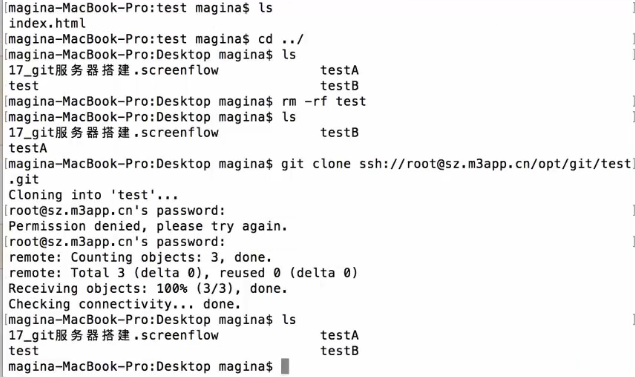 [magina-MacBook-Pro:test magina$ ls                                              ]
index.html
[magina-MacBook-Pro:test magina$ cd ../                                          ]
[magina-MacBook-Pro:Desktop magina$ ls                                           ]
17_git服务器搭建.screenflow testA
test testB
[magina-MacBook-Pro:Desktop magina$ rm -rf test                                  ]
[magina-MacBook-Pro:Desktop magina$ ls                                           ]
17_git服务器搭建.screenflow testB
testA
[magina-MacBook-Pro:Desktop magina$ git clone ssh://root@sz.m3app.cn/opt/git/test]
.git
Cloning into 'test'...
[root@sz.m3app.cn's password:                                                    ]
Permission denied, please try again.
[root@sz.m3app.cn's password:                                                    ]
remote: Counting objects: 3, done.
remote: Total 3 (delta 0), reused 0 (delta 0)
Receiving objects: 100% (3/3), done.
Checking connectivity... done.
[magina-MacBook-Pro:Desktop magina$ ls                                           ]
17_git服务器搭建.screenflow testA
test testB
magina-MacBook-Pro:Desktop magina$